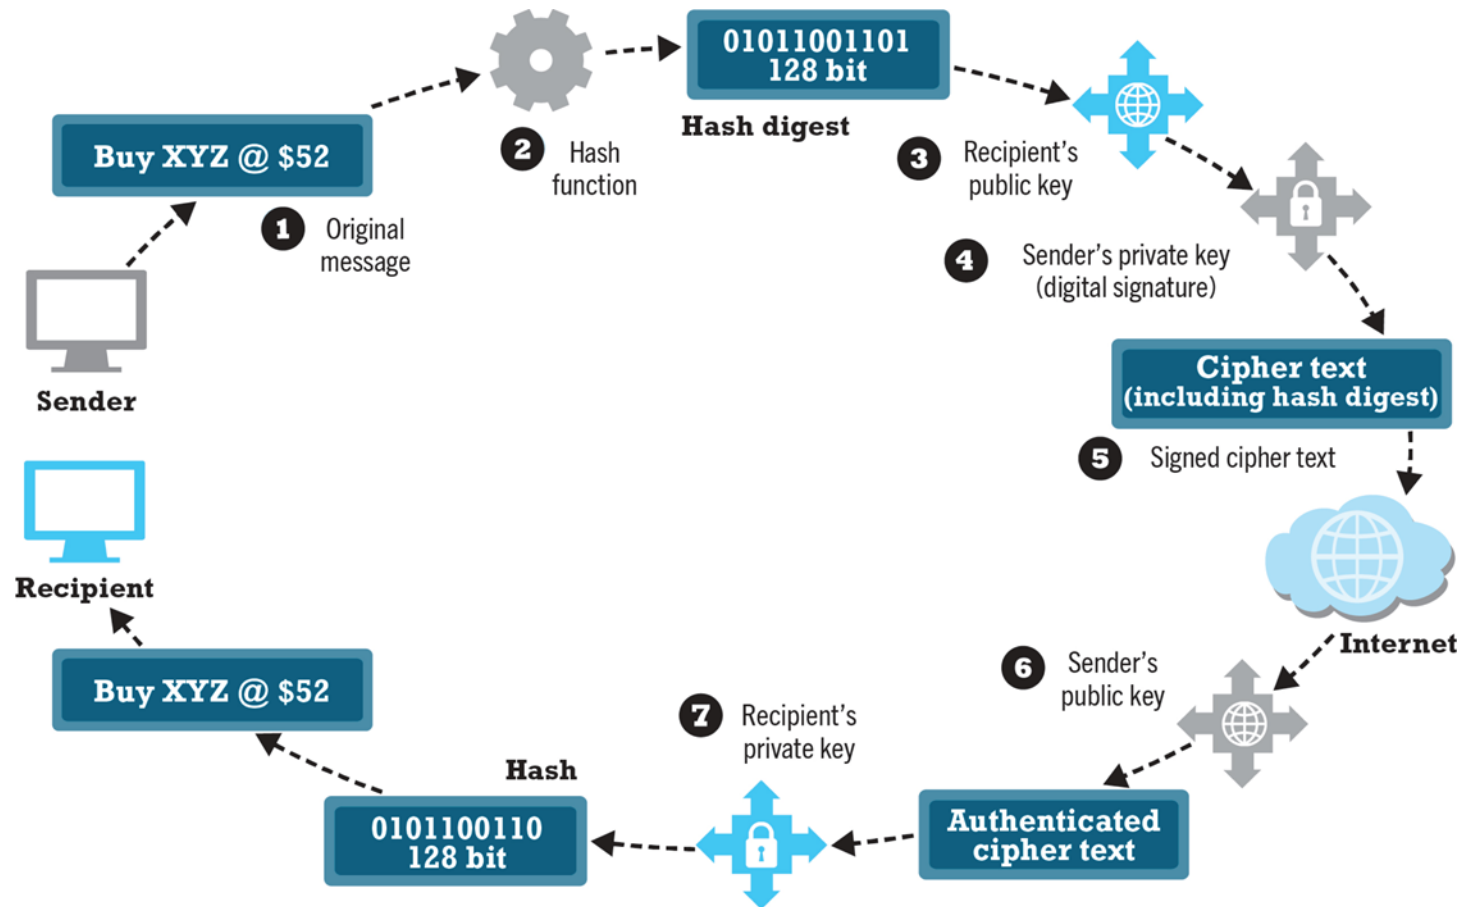 Buy XYZ @ $52
1
Original
message
Sender
2
Hash
function
01011001101
128 bit
Hash digest
3
Recipient's
public key
4
Sender's private key
(digital signature)
Cipher text
(including hash digest)
5
Signed cipher text
Internet
6
Sender's
public key
Authenticated
cipher text
7
Recipient's
private key
Hash
0101100110
128 bit
Buy XYZ @ $52
Recipient